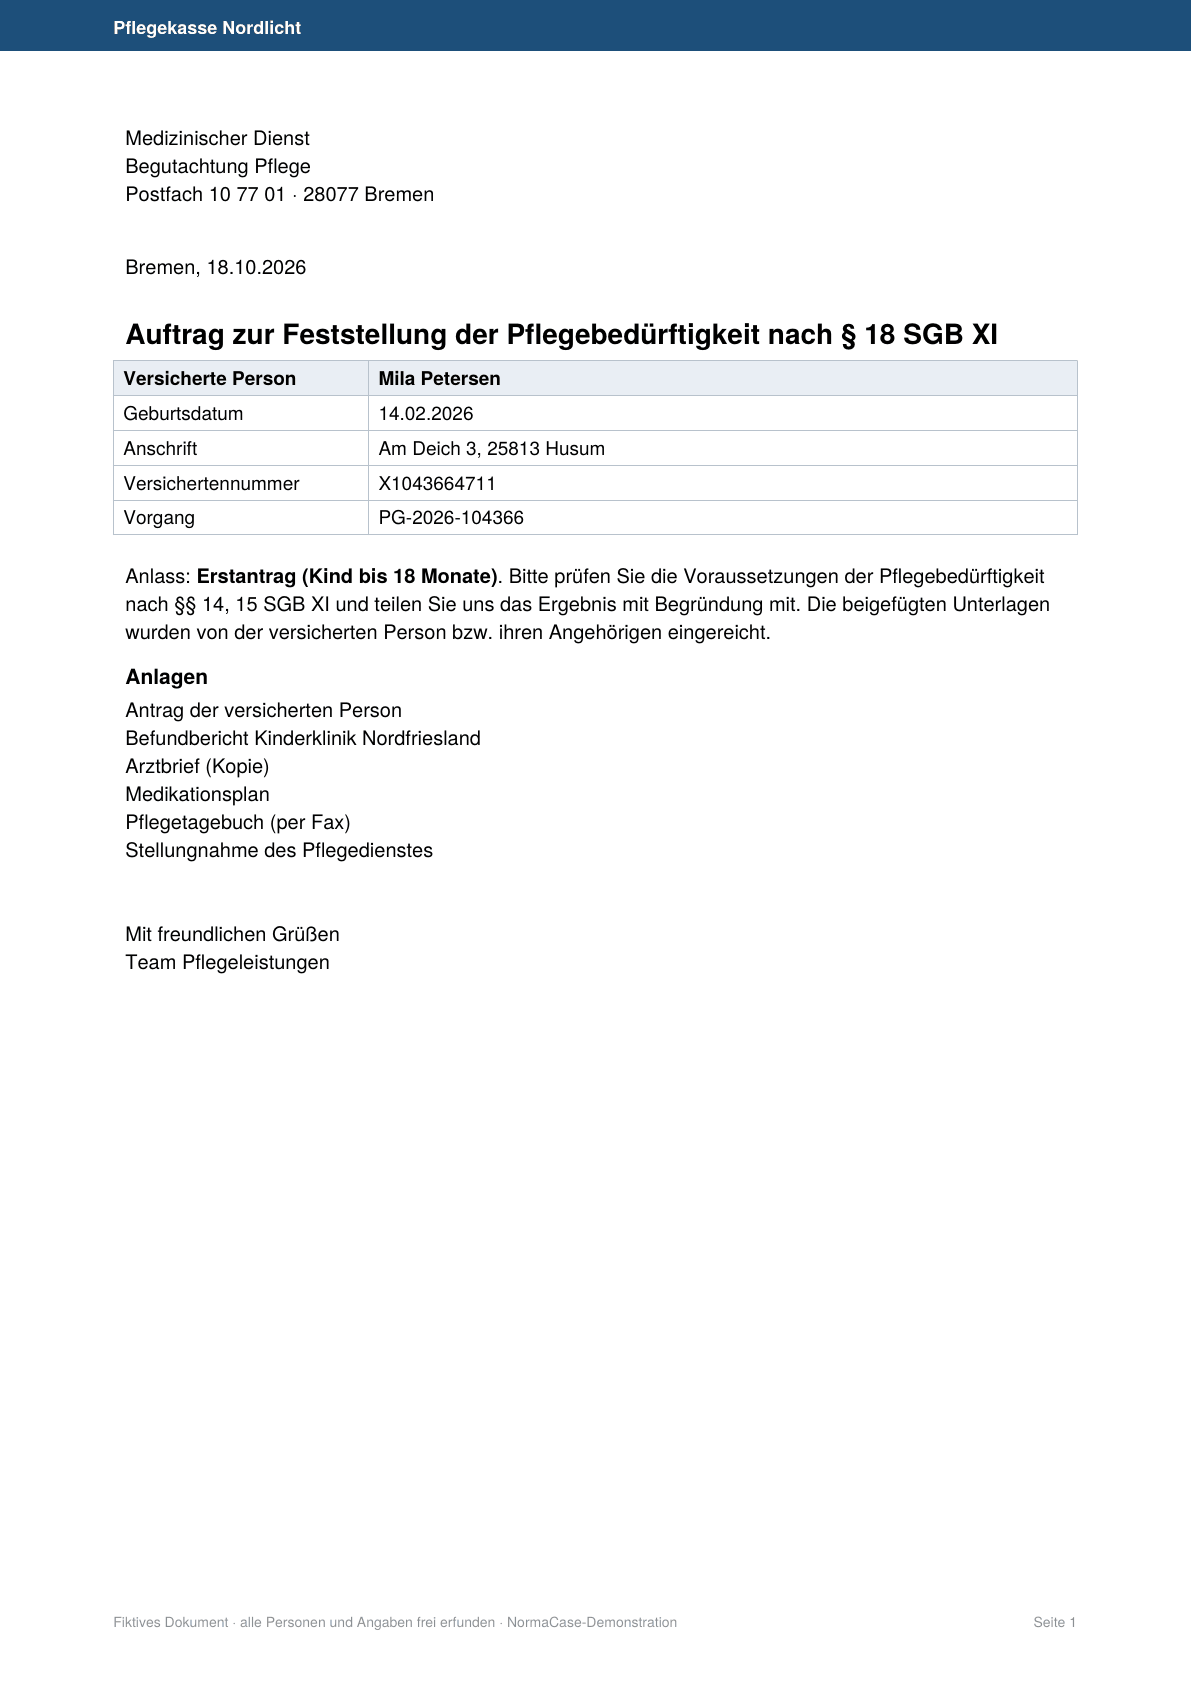 Pflegekasse Nordlicht
Medizinischer Dienst
Begutachtung Pflege
Postfach 10 77 01 · 28077 Bremen
Bremen, 18.10.2026
Auftrag zur Feststellung der Pflegebedürftigkeit nach § 18 SGB XI
Versicherte Person Mila Petersen
Geburtsdatum 14.02.2026
Anschrift Am Deich 3, 25813 Husum
Versichertennummer X1043664711
Vorgang PG-2026-104366
Anlass: Erstantrag (Kind bis 18 Monate). Bitte prüfen Sie die Voraussetzungen der Pflegebedürftigkeit
nach §§ 14, 15 SGB XI und teilen Sie uns das Ergebnis mit Begründung mit. Die beigefügten Unterlagen
wurden von der versicherten Person bzw. ihren Angehörigen eingereicht.
Anlagen
Antrag der versicherten Person
Befundbericht Kinderklinik Nordfriesland
Arztbrief (Kopie)
Medikationsplan
Pflegetagebuch (per Fax)
Stellungnahme des Pflegedienstes
Mit freundlichen Grüßen
Team Pflegeleistungen
Fiktives Dokument · alle Personen und Angaben frei erfunden · NormaCase-Demonstration Seite 1